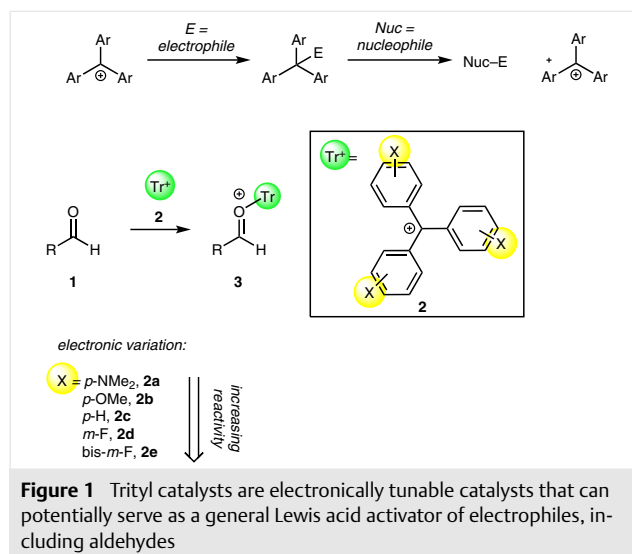 E = electrophile
Nuc = nucleophile
Ar Ar Ar ⊕
Ar E Ar Ar
Nuc–E + Ar Ar Ar ⊕
Tr⁺=
X
X
X
⊕
2
O
R H
1
Tr⁺
2
⊕ Tr
O
R H
3
electronic variation:
X = p-NMe₂, 2a
p-OMe, 2b
p-H, 2c
m-F, 2d
bis-m-F, 2e
increasing
reactivity
Figure 1 Trityl catalysts are electronically tunable catalysts that can
potentially serve as a general Lewis acid activator of electrophiles, in-
cluding aldehydes